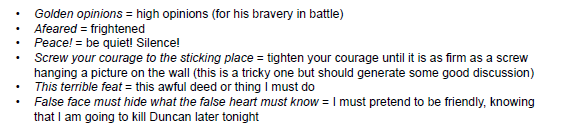 • Golden opinions = high opinions (for his bravery in battle)
• Afeared = frightened
• Peace! = be quiet! Silence!
• Screw your courage to the sticking place = tighten your courage until it is as firm as a screw
hanging a picture on the wall (this is a tricky one but should generate some good discussion)
• This terrible feat = this awful deed or thing I must do
• False face must hide what the false heart must know = I must pretend to be friendly, knowing
that I am going to kill Duncan later tonight